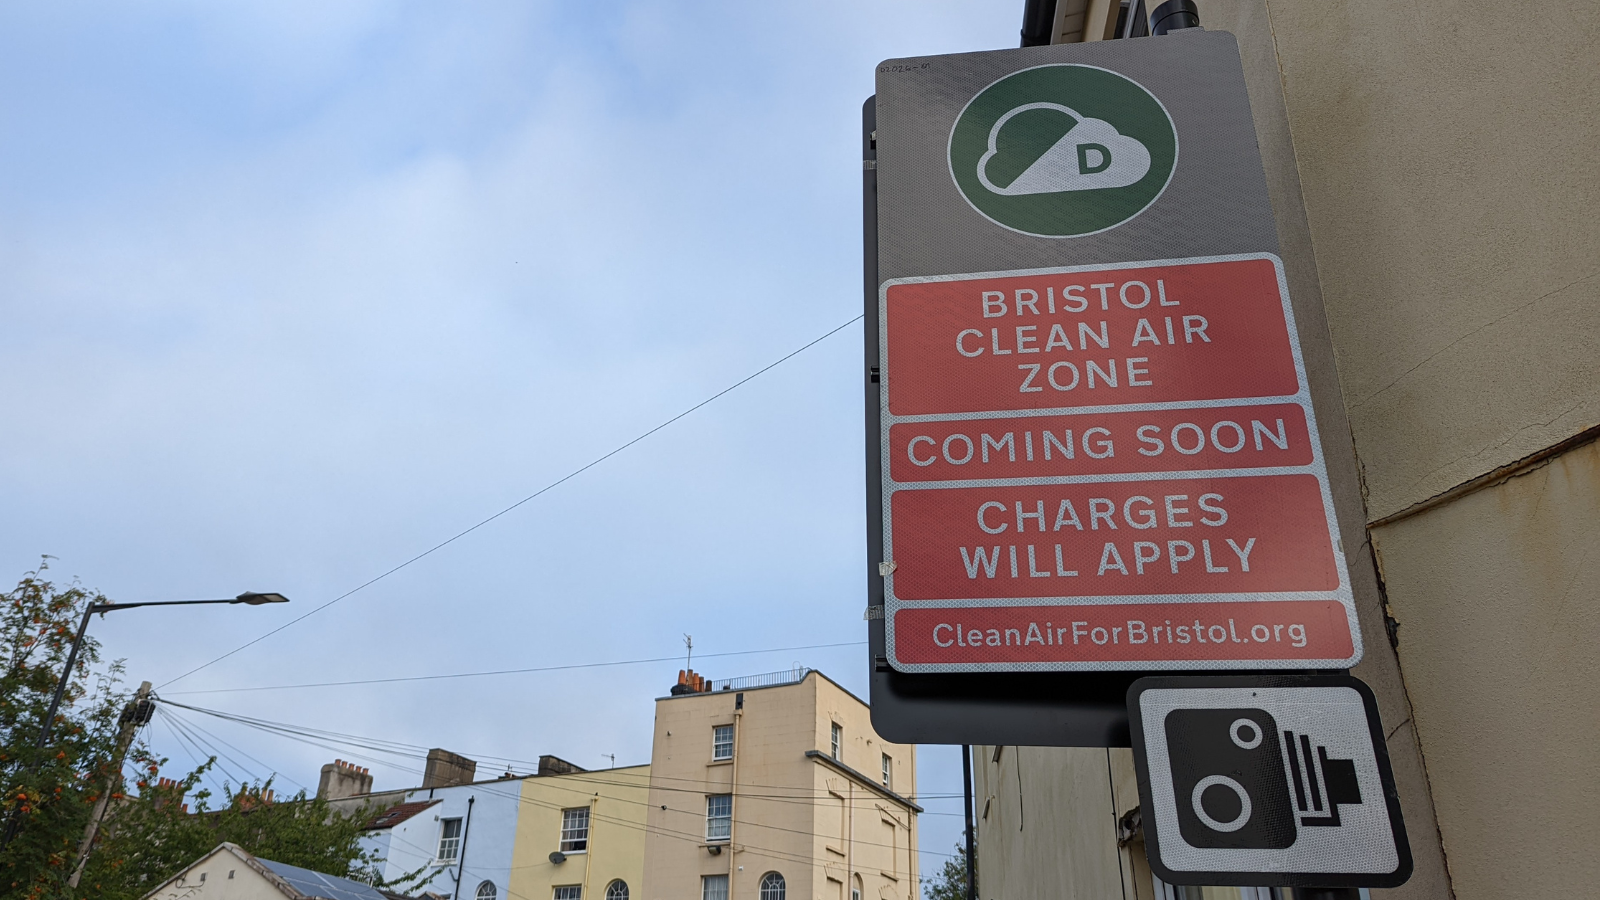 D
BRISTOL
CLEAN AIR
ZONE
COMING SOON
CHARGES
WILL APPLY
CleanAirForBristol.org